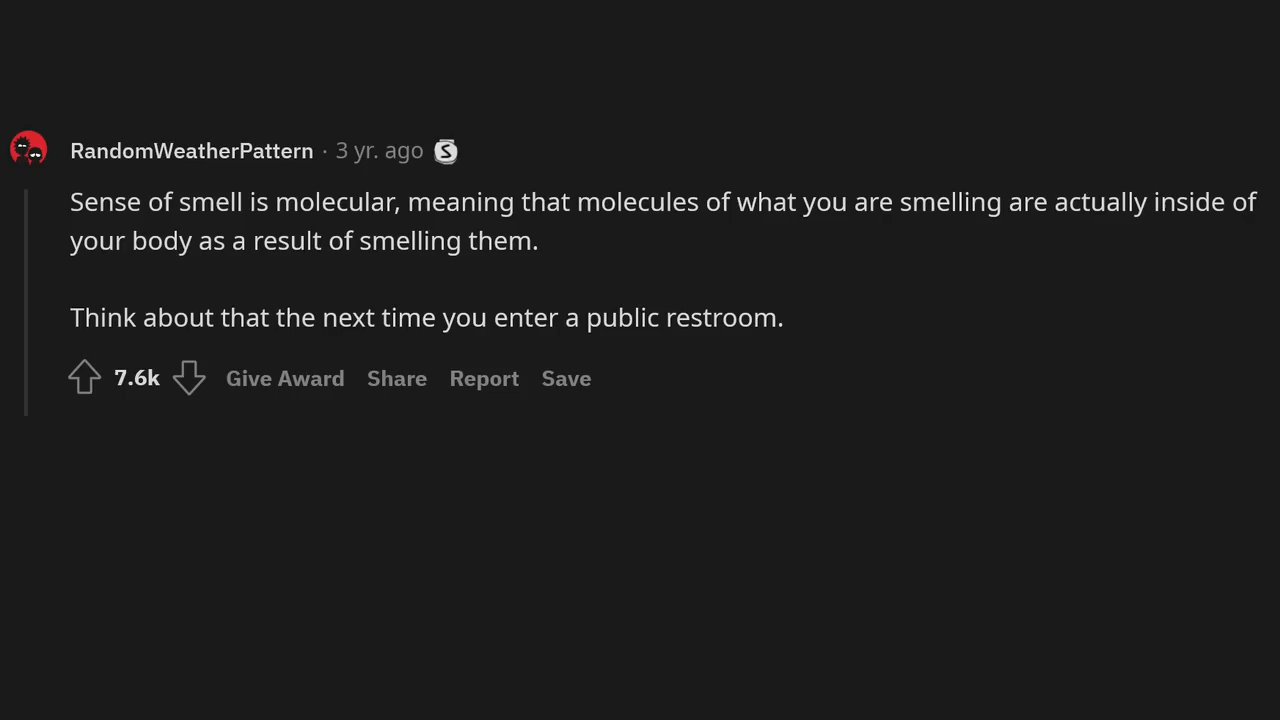 RandomWeatherPattern · 3 yr. ago S
Sense of smell is molecular, meaning that molecules of what you are smelling are actually inside of
your body as a result of smelling them.
Think about that the next time you enter a public restroom.
7.6k Give Award Share Report Save